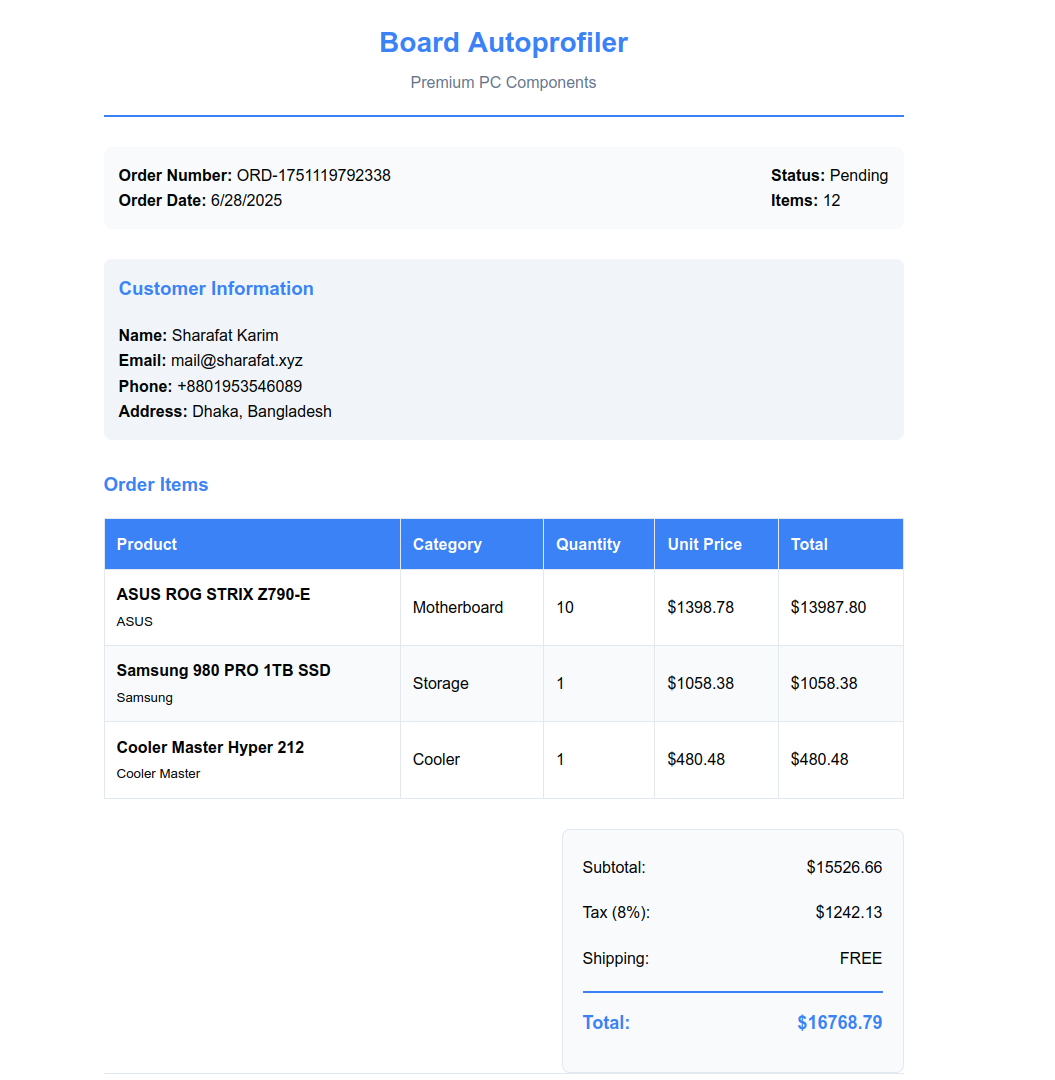 Board Autoprofiler
Premium PC Components
Order Number: ORD-1751119792338
Order Date: 6/28/2025
Status: Pending
Items: 12
Customer Information
Name: Sharafat Karim
Email: mail@sharafat.xyz
Phone: +8801953546089
Address: Dhaka, Bangladesh
Order Items
Product Category Quantity Unit Price Total
ASUS ROG STRIX Z790-E
ASUS
Motherboard 10 $1398.78 $13987.80
Samsung 980 PRO 1TB SSD
Samsung
Storage 1 $1058.38 $1058.38
Cooler Master Hyper 212
Cooler Master
Cooler 1 $480.48 $480.48
Subtotal: $15526.66
Tax (8%): $1242.13
Shipping: FREE
Total: $16768.79